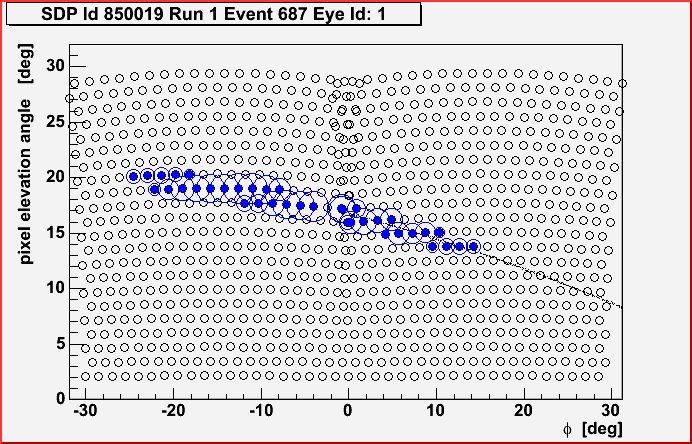 SDP Id 850019 Run 1 Event 687 Eye Id: 1
pixel elevation angle [deg]
30
25
20
15
10
5
0
-30 -20 -10 0 10 20 30
ϕ [deg]